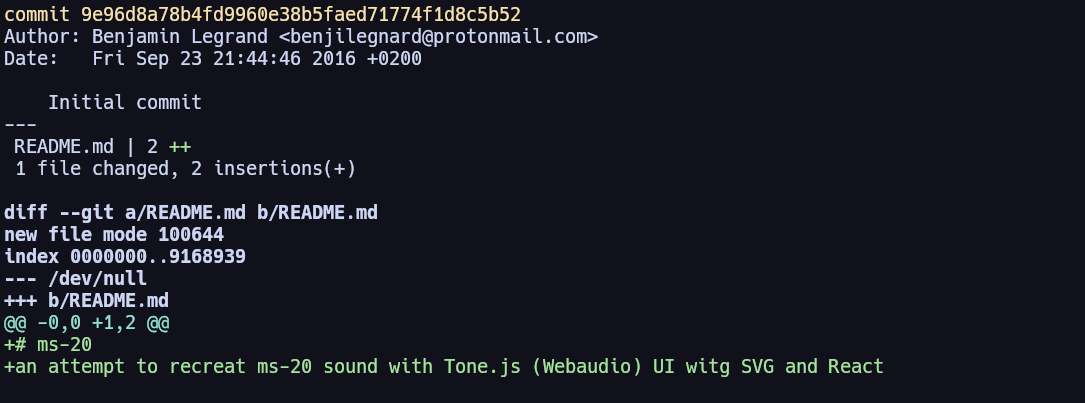 commit 9e96d8a78b4fd9960e38b5faed71774f1d8c5b52
Author: Benjamin Legrand <benjilegnard@protonmail.com>
Date:   Fri Sep 23 21:44:46 2016 +0200

    Initial commit
---
 README.md | 2 ++
 1 file changed, 2 insertions(+)

diff --git a/README.md b/README.md
new file mode 100644
index 0000000..9168939
--- /dev/null
+++ b/README.md
@@ -0,0 +1,2 @@
+# ms-20
+an attempt to recreat ms-20 sound with Tone.js (Webaudio) UI witg SVG and React